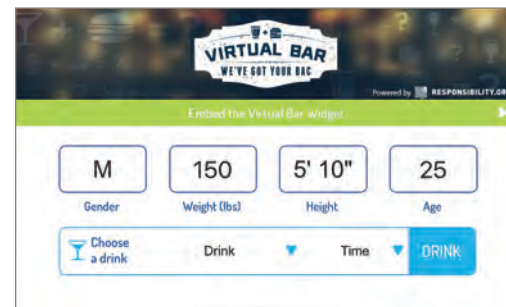 VIRTUAL BAR
WE'VE GOT YOUR BAC
Powered by RESPONSIBILITY.OR
Embed the Virtual Bar Widget
M 150 5' 10" 25
Gender Weight (lbs) Height Age
Choose
a drink Drink Time DRINK